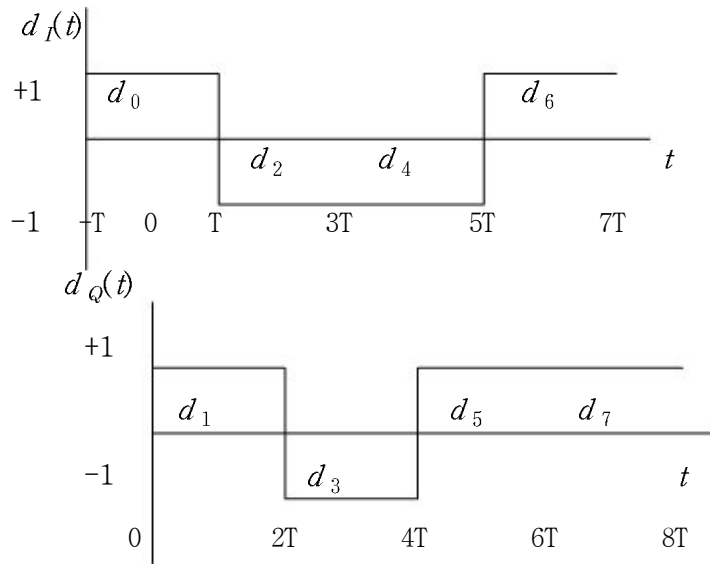 d_I(t)
+1
d_0 d_6
d_2 d_4 t
-1 -T 0 T 3T 5T 7T
d_Q(t)
+1
d_1 d_5 d_7
-1 d_3 t
0 2T 4T 6T 8T